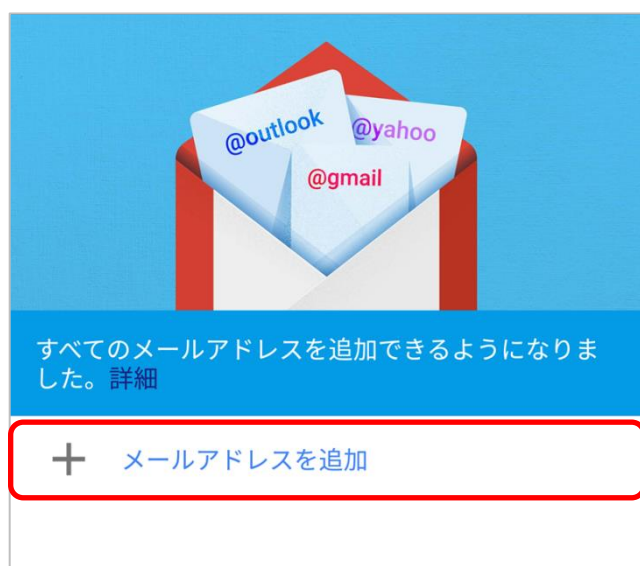 @outlook
@yahoo
@gmail
すべてのメールアドレスを追加できるようになりま
した。詳細
＋ メールアドレスを追加